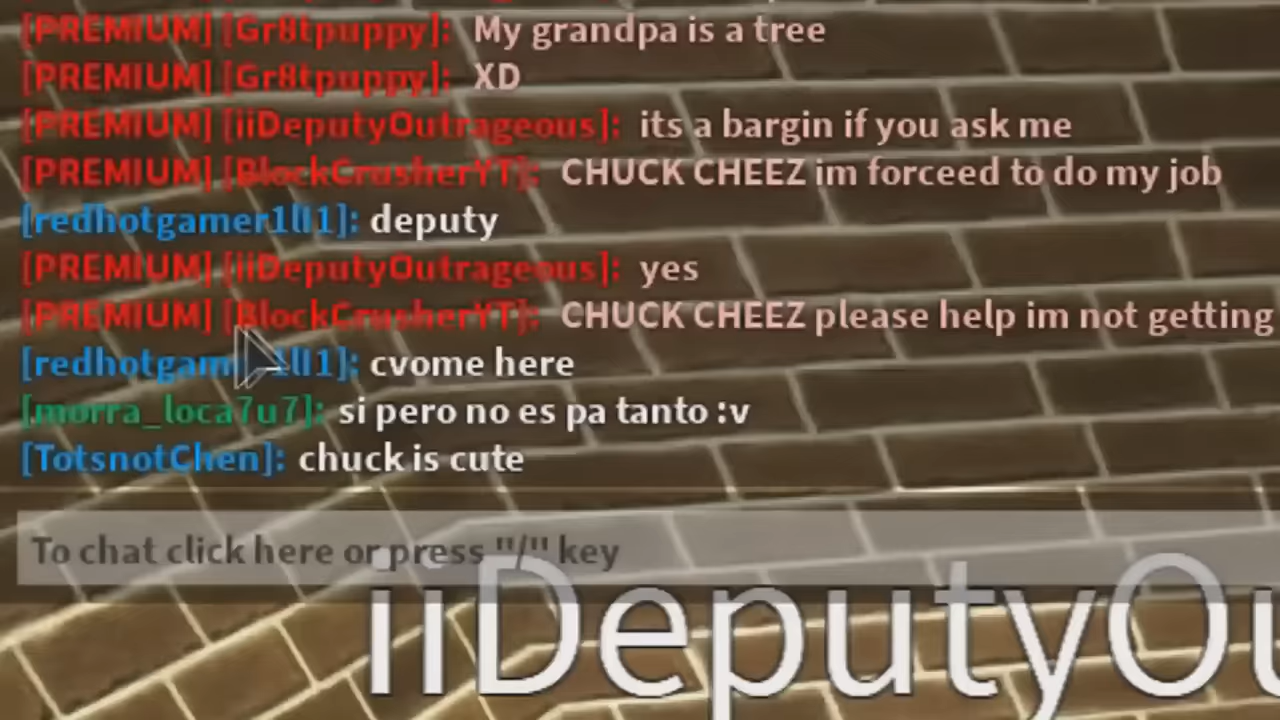 [PREMIUM] [Gr8tpuppy]: My grandpa is a tree
[PREMIUM] [Gr8tpuppy]: XD
[PREMIUM] [iiDeputyOutrageous]: its a bargin if you ask me
[PREMIUM] [BlockCrusherYT]: CHUCK CHEEZ im forceed to do my job
[redhotgamer1l1]: deputy
[PREMIUM] [iiDeputyOutrageous]: yes
[PREMIUM] [BlockCrusherYT]: CHUCK CHEEZ please help im not getting
[redhotgamer1l1]: cvome here
[morra_loca7u7]: si pero no es pa tanto :v
[TotsnotChen]: chuck is cute
To chat click here or press "/" key
iiDeputyOu